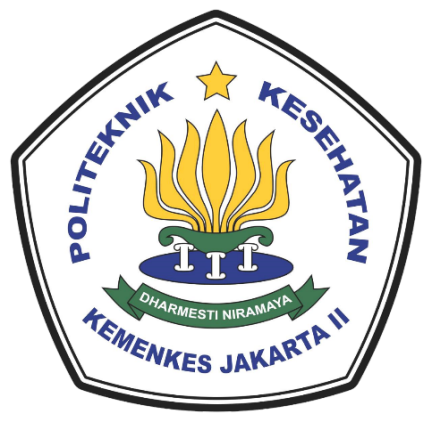 POLITEKNIK KESEHATAN
DHARMESTI NIRAMAYA
KEMENKES JAKARTA II